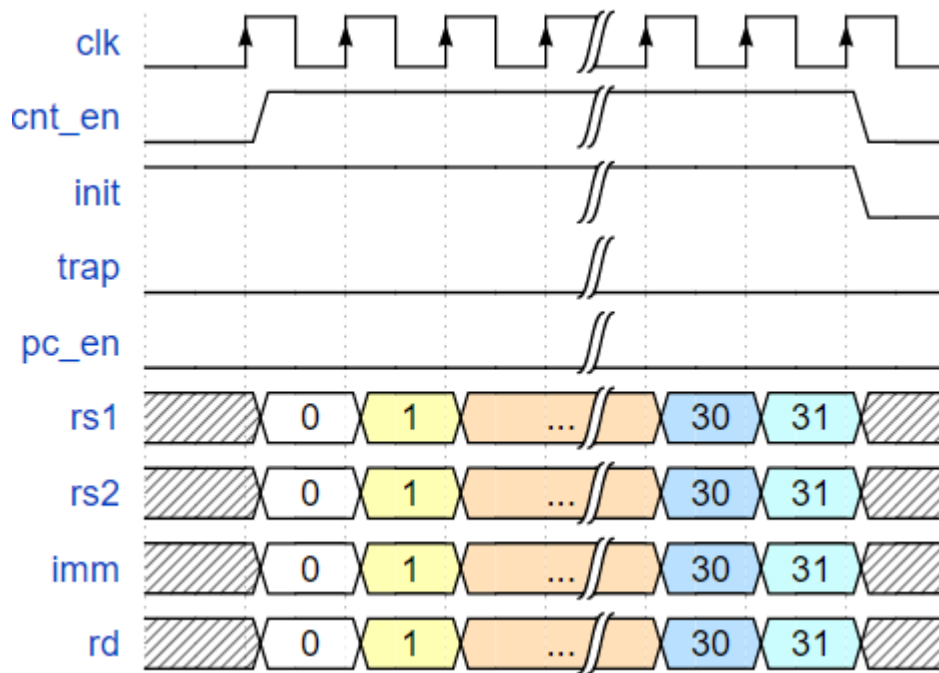 clk
cnt_en
init
trap
pc_en
rs1 0 1 ... 30 31
rs2 0 1 ... 30 31
imm 0 1 ... 30 31
rd 0 1 ... 30 31